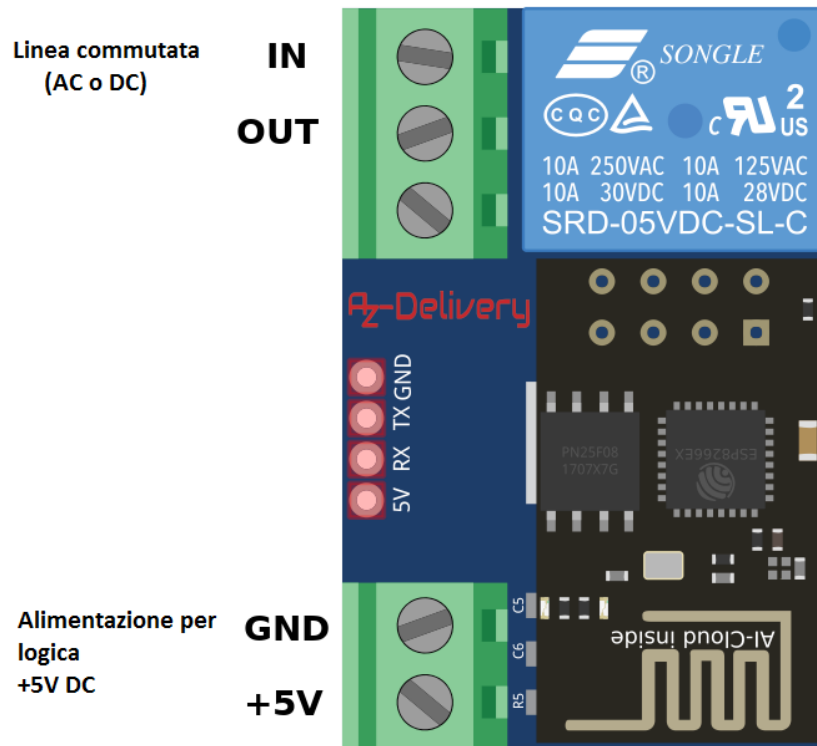 Linea commutata
(AC o DC)
IN
OUT
® SONGLE
CQC
c RU US 2
10A 250VAC 10A 125VAC
10A 30VDC 10A 28VDC
SRD-05VDC-SL-C
AZ-Delivery
GND
TX
RX
5V
PN25F08
1707X7G
ESP8266EX
Alimentazione per
logica
+5V DC
GND
+5V
C5
C6
R5
AI-Cloud inside